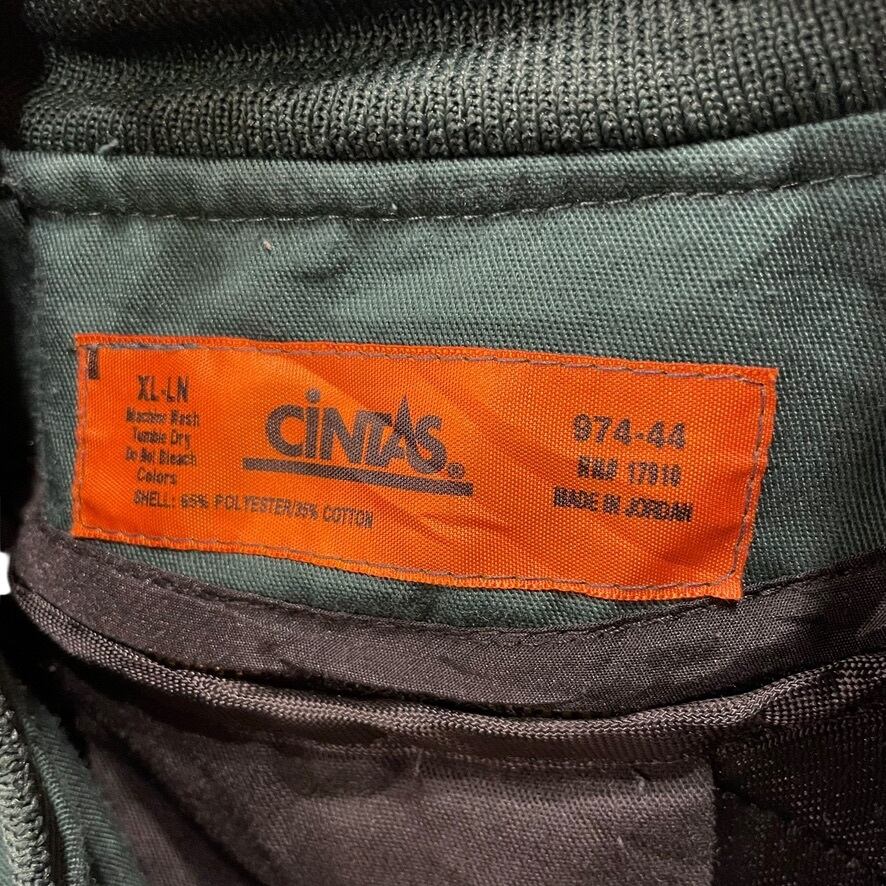 XL-LN
Machine Wash
Tumble Dry
Do Not Bleach
Colors
SHELL: 65% POLYESTER/35% COTTON
CiNTAS®
974-44
RN# 17910
MADE IN JORDAN